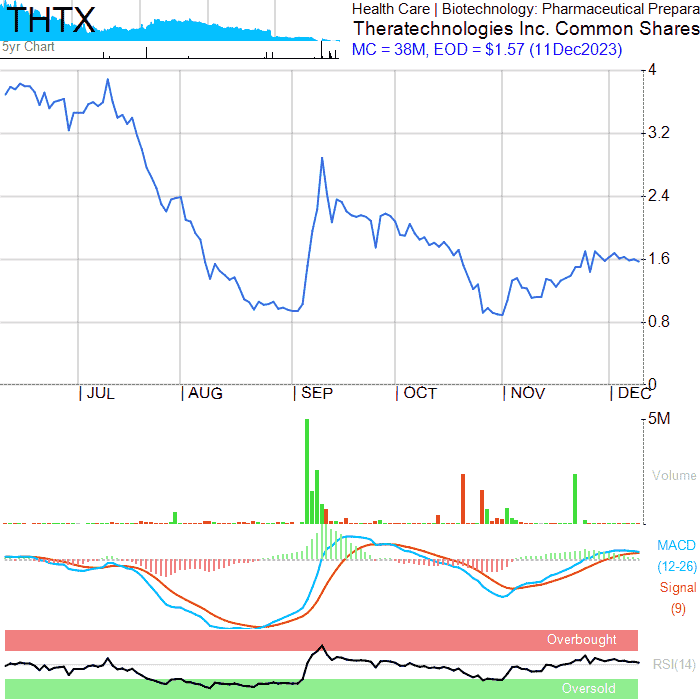 THTX
5yr Chart
Health Care | Biotechnology: Pharmaceutical Prepara
Theratechnologies Inc. Common Shares
MC = 38M, EOD = $1.57 (11Dec2023)
4
3.2
2.4
1.6
0.8
0
JUL
AUG
SEP
OCT
NOV
DEC
5M
Volume
MACD
(12-26)
Signal
(9)
Overbought
RSI(14)
Oversold